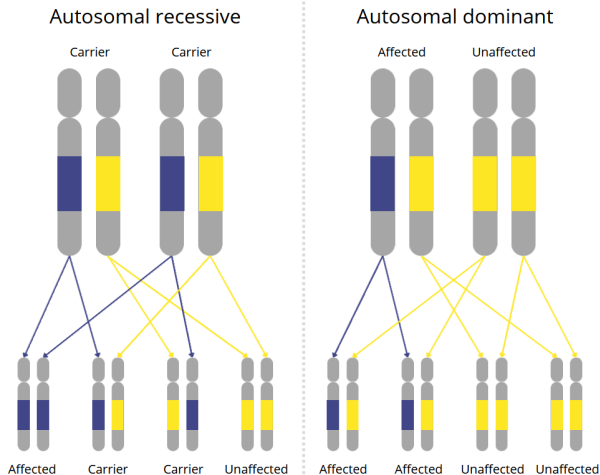 Autosomal recessive
Carrier Carrier
Affected Carrier Carrier Unaffected
Autosomal dominant
Affected Unaffected
Affected Affected Unaffected Unaffected